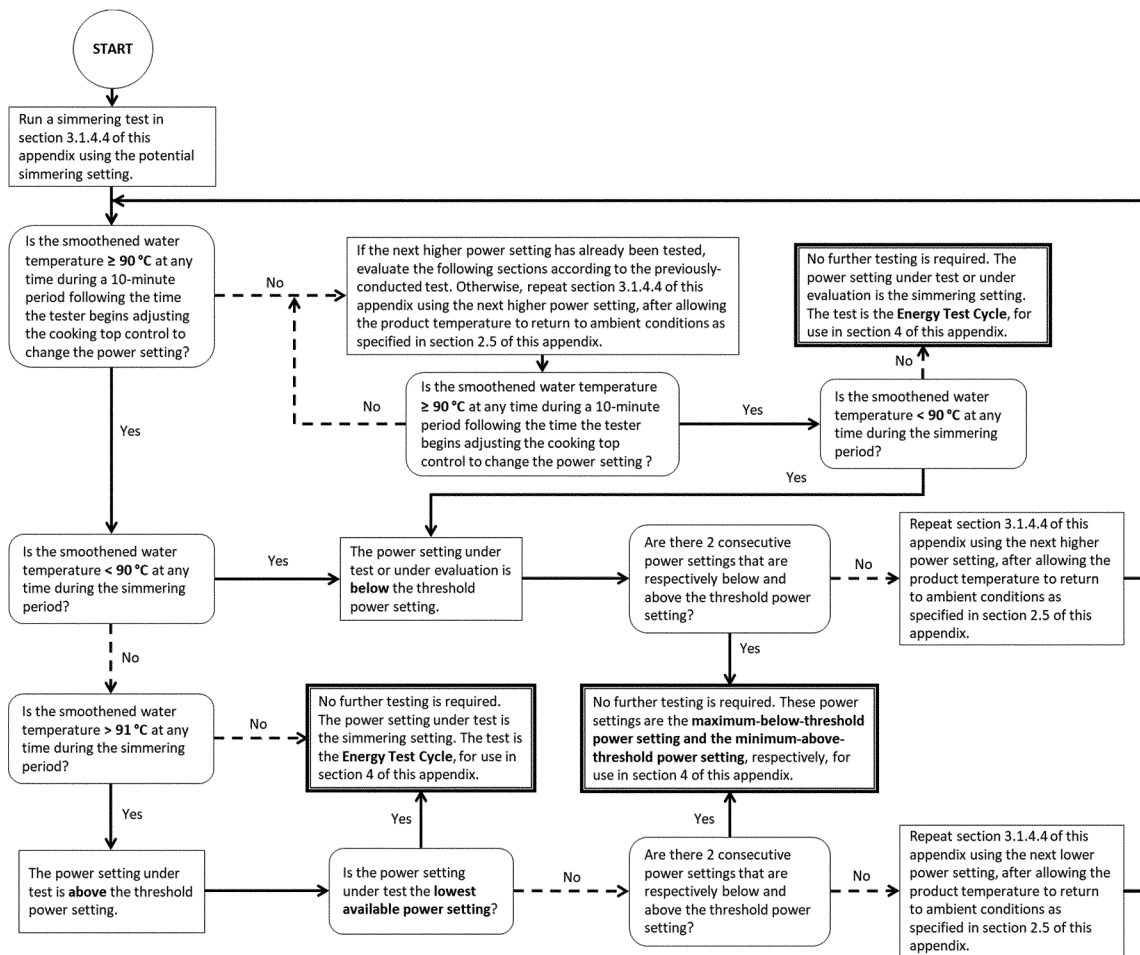 START
Run a simmering test in
section 3.1.4.4 of this
appendix using the potential
simmering setting.
Is the smoothened water
temperature ≥ 90 °C at any
time during a 10-minute
period following the time
the tester begins adjusting
the cooking top control to
change the power setting?
No
If the next higher power setting has already been tested,
evaluate the following sections according to the previously-
conducted test. Otherwise, repeat section 3.1.4.4 of this
appendix using the next higher power setting, after allowing
the product temperature to return to ambient conditions as
specified in section 2.5 of this appendix.
No further testing is required. The
power setting under test or under
evaluation is the simmering setting.
The test is the Energy Test Cycle, for
use in section 4 of this appendix.
No
Is the smoothened water temperature
≥ 90 °C at any time during a 10-minute
period following the time the tester
begins adjusting the cooking top
control to change the power setting ?
No
Yes
Is the smoothened water
temperature < 90 °C at any
time during the simmering
period?
Yes
Yes
Is the smoothened water
temperature < 90 °C at any
time during the simmering
period?
Yes
The power setting under
test or under evaluation is
below the threshold
power setting.
Are there 2 consecutive
power settings that are
respectively below and
above the threshold power
setting?
No
Repeat section 3.1.4.4 of this
appendix using the next higher
power setting, after allowing the
product temperature to return
to ambient conditions as
specified in section 2.5 of this
appendix.
No
Yes
Is the smoothened water
temperature > 91 °C at any
time during the simmering
period?
No
No further testing is required.
The power setting under test is
the simmering setting. The test is
the Energy Test Cycle, for use in
section 4 of this appendix.
No further testing is required. These power
settings are the maximum-below-threshold
power setting and the minimum-above-
threshold power setting, respectively, for
use in section 4 of this appendix.
Yes
Yes
Yes
The power setting under
test is above the threshold
power setting.
Is the power setting
under test the lowest
available power setting?
No
Are there 2 consecutive
power settings that are
respectively below and
above the threshold power
setting?
No
Repeat section 3.1.4.4 of this
appendix using the next lower
power setting, after allowing the
product temperature to return
to ambient conditions as
specified in section 2.5 of this
appendix.